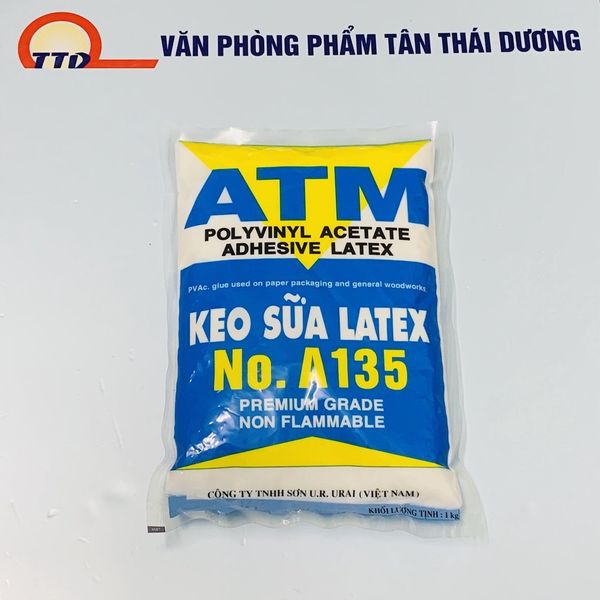 TTD
VĂN PHÒNG PHẨM TÂN THÁI DƯƠNG
ATM
POLYVINYL ACETATE
ADHESIVE LATEX
PVAc. glue used on paper packaging and general woodworks.
KEO SỮA LATEX
No. A135
PREMIUM GRADE
NON FLAMMABLE
CÔNG TY TNHH SƠN U.R. URAI (VIỆT NAM)
KHỐI LƯỢNG TỊNH : 1 kg